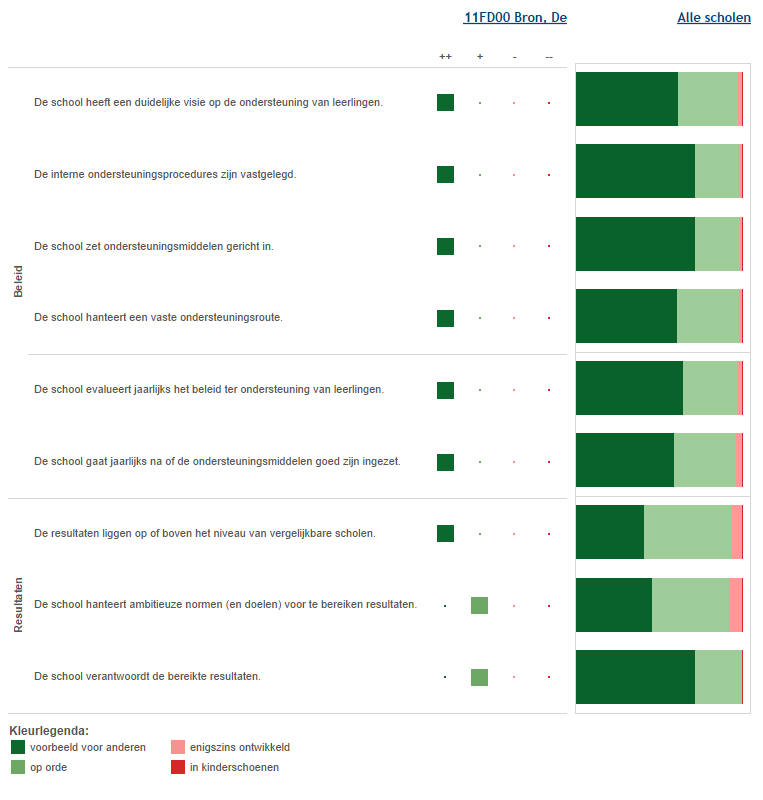 11FD00 Bron, De
Alle scholen
++ + - --
De school heeft een duidelijke visie op de ondersteuning van leerlingen.
De interne ondersteuningsprocedures zijn vastgelegd.
De school zet ondersteuningsmiddelen gericht in.
Beleid
De school hanteert een vaste ondersteuningsroute.
De school evalueert jaarlijks het beleid ter ondersteuning van leerlingen.
De school gaat jaarlijks na of de ondersteuningsmiddelen goed zijn ingezet.
De resultaten liggen op of boven het niveau van vergelijkbare scholen.
Resultaten
De school hanteert ambitieuze normen (en doelen) voor te bereiken resultaten.
De school verantwoordt de bereikte resultaten.
Kleurlegenda:
voorbeeld voor anderen
enigszins ontwikkeld
op orde
in kinderschoenen